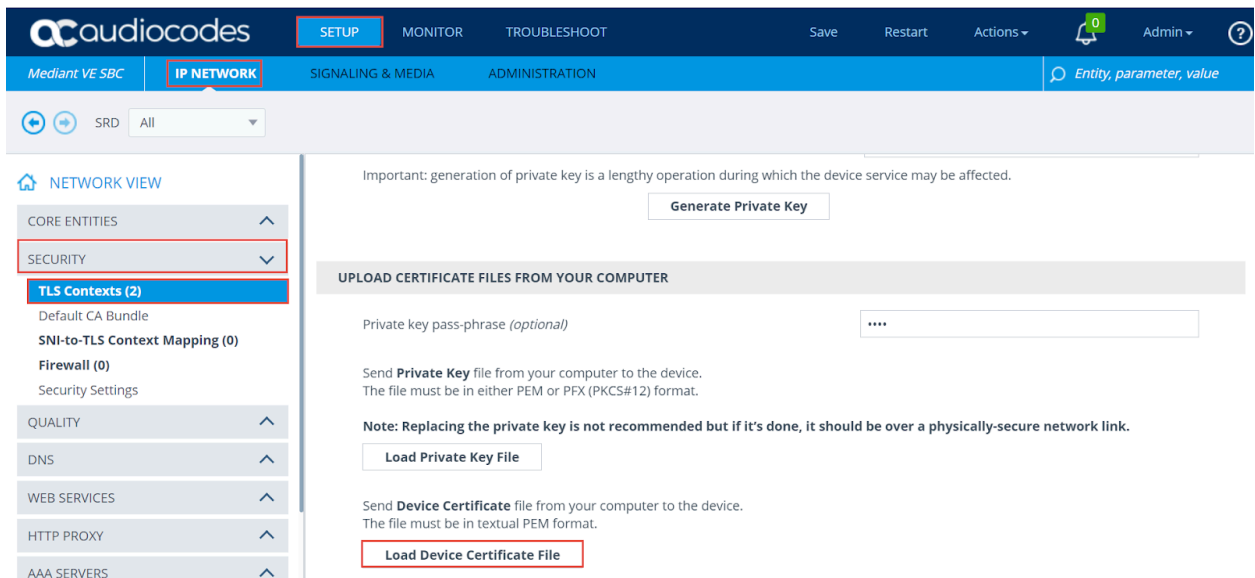 audiocodes
SETUP MONITOR TROUBLESHOOT Save Restart Actions 0 Admin ?
Mediant VE SBC IP NETWORK SIGNALING & MEDIA ADMINISTRATION Entity, parameter, value
SRD All
NETWORK VIEW
CORE ENTITIES
SECURITY
TLS Contexts (2)
Default CA Bundle
SNI-to-TLS Context Mapping (0)
Firewall (0)
Security Settings
QUALITY
DNS
WEB SERVICES
HTTP PROXY
AAA SERVERS
Important: generation of private key is a lengthy operation during which the device service may be affected.
Generate Private Key
UPLOAD CERTIFICATE FILES FROM YOUR COMPUTER
Private key pass-phrase (optional) ••••
Send Private Key file from your computer to the device.
The file must be in either PEM or PFX (PKCS#12) format.
Note: Replacing the private key is not recommended but if it's done, it should be over a physically-secure network link.
Load Private Key File
Send Device Certificate file from your computer to the device.
The file must be in textual PEM format.
Load Device Certificate File